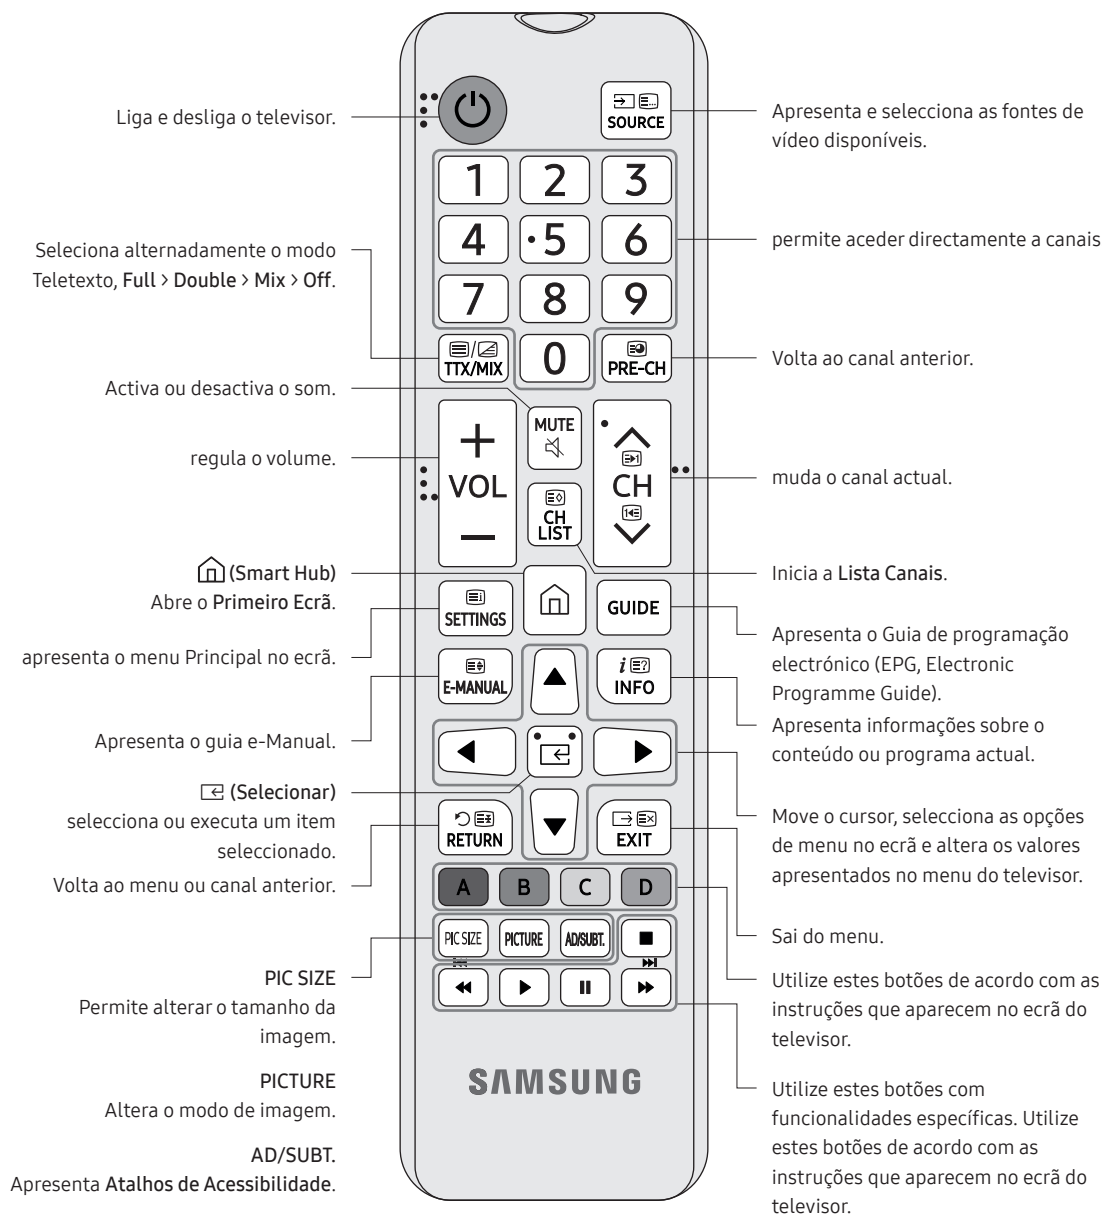 Liga e desliga o televisor.
Seleciona alternadamente o modo
Teletexto, Full > Double > Mix > Off.
Activa ou desactiva o som.
regula o volume.
(Smart Hub)
Abre o Primeiro Ecrã.
apresenta o menu Principal no ecrã.
Apresenta o guia e-Manual.
(Selecionar)
selecciona ou executa um item
seleccionado.
Volta ao menu ou canal anterior.
PIC SIZE
Permite alterar o tamanho da
imagem.
PICTURE
Altera o modo de imagem.
AD/SUBT.
Apresenta Atalhos de Acessibilidade.
SOURCE
1 2 3
4 5 6
7 8 9
TTX/MIX 0 PRE-CH
MUTE
VOL CH
CH
LIST
SETTINGS GUIDE
E-MANUAL INFO
RETURN EXIT
A B C D
PIC SIZE PICTURE AD/SUBT.
SAMSUNG
Apresenta e selecciona as fontes de
vídeo disponíveis.
permite aceder directamente a canais
Volta ao canal anterior.
muda o canal actual.
Inicia a Lista Canais.
Apresenta o Guia de programação
electrónico (EPG, Electronic
Programme Guide).
Apresenta informações sobre o
conteúdo ou programa actual.
Move o cursor, selecciona as opções
de menu no ecrã e altera os valores
apresentados no menu do televisor.
Sai do menu.
Utilize estes botões de acordo com as
instruções que aparecem no ecrã do
televisor.
Utilize estes botões com
funcionalidades específicas. Utilize
estes botões de acordo com as
instruções que aparecem no ecrã do
televisor.